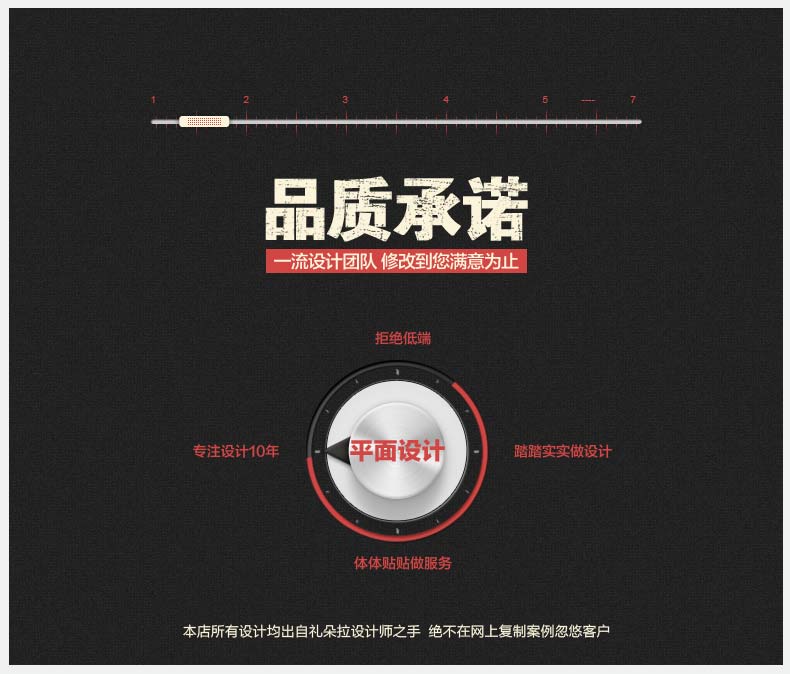 1 2 3 4 5 ---- 7
品质承诺
一流设计团队 修改到您满意为止
拒绝低端
专注设计10年
平面设计
踏踏实实做设计
体体贴贴做服务
本店所有设计均出自礼朵拉设计师之手 绝不在网上复制案例忽悠客户